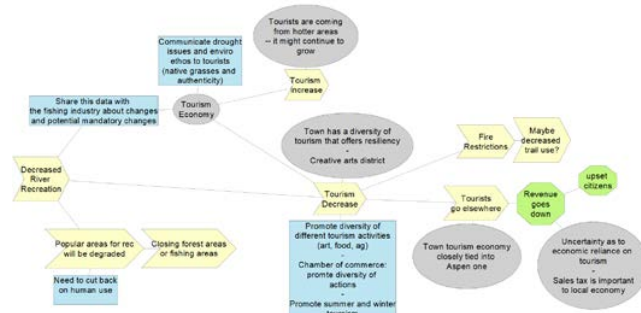 Tourists are coming
from hotter areas
-- it might continue to
grow
Communicate drought
issues and enviro
ethos to tourists
(native grasses and
authenticity)
Tourism
increase
Share this data with
the fishing industry about changes
and potential mandatory changes
Tourism
Economy
Town has a diversity of
tourism that offers resiliency
-
Creative arts district
Fire
Restrictions
Maybe
decreased
trail use?
Decreased
River
Recreation
Tourism
Decrease
Tourists
go elsewhere
Revenue
goes
down
upset
citizens
Popular areas for rec
will be degraded
Closing forest areas
or fishing areas
Need to cut back
on human use
Promote diversity of
different tourism activities
(art, food, ag)
-
Chamber of commerce:
promte diversity of
actions
-
Promote summer and winter
tourism
Town tourism economy
closely tied into
Aspen one
Uncertainty as to
economic reliance on
tourism
-
Sales tax is important
to local economy